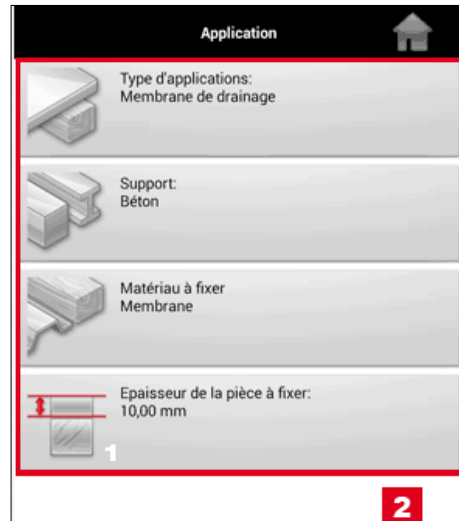 Application
Type d'applications:
Membrane de drainage
Support:
Béton
Matériau à fixer
Membrane
Epaisseur de la pièce à fixer:
10,00 mm
1
2